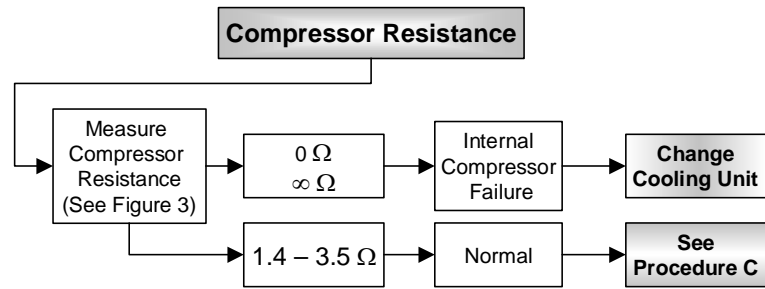 Compressor Resistance
Measure
Compressor
Resistance
(See Figure 3)
0 Ω
∞ Ω
Internal
Compressor
Failure
Change
Cooling Unit
1.4 – 3.5 Ω
Normal
See
Procedure C